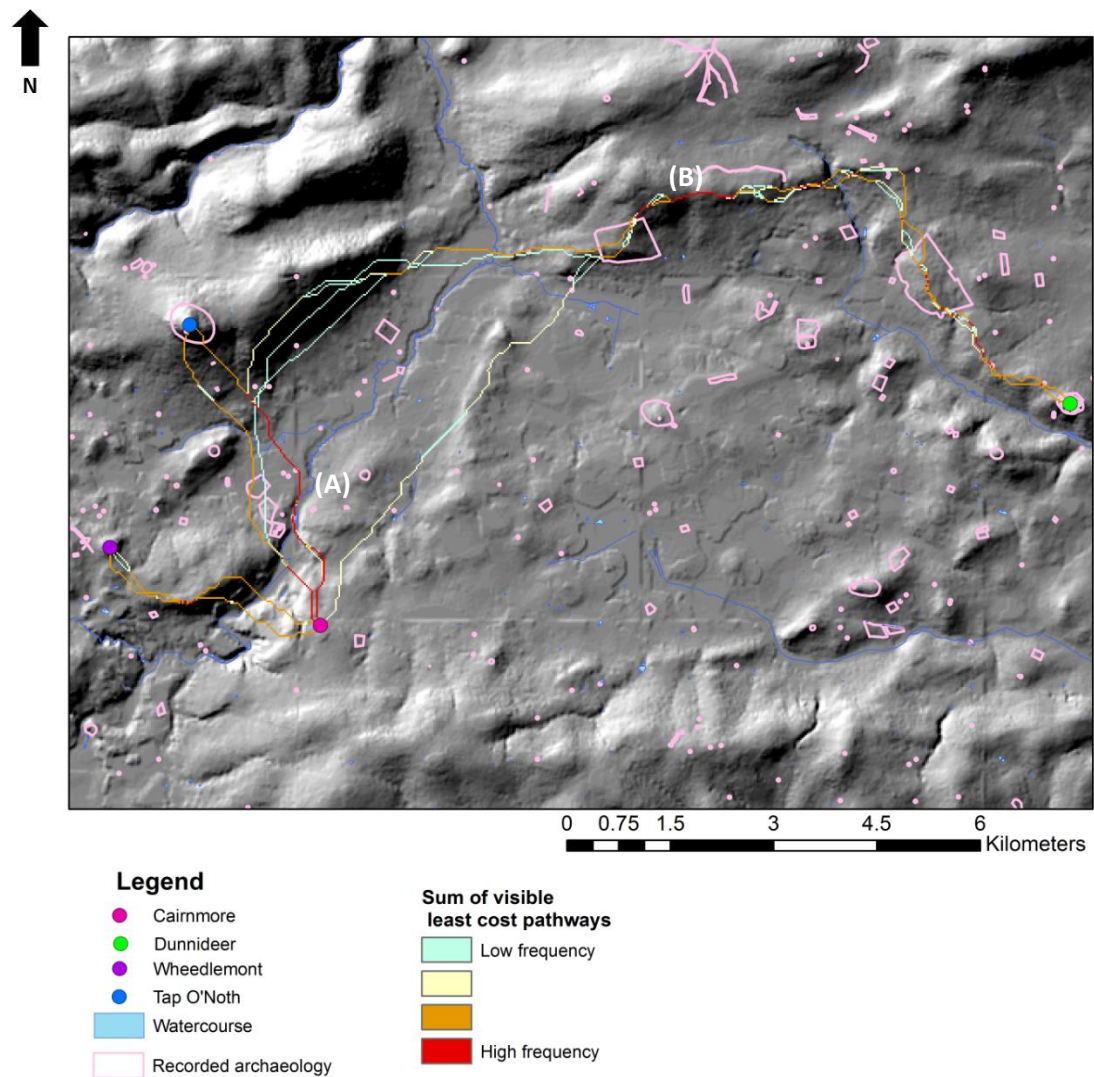 N
(B)
(A)
0 0.75 1.5 3 4.5 6
Kilometers
Legend
Cairnmore
Dunnideer
Wheedlemont
Tap O'Noth
Watercourse
Recorded archaeology
Sum of visible
least cost pathways
Low frequency
High frequency